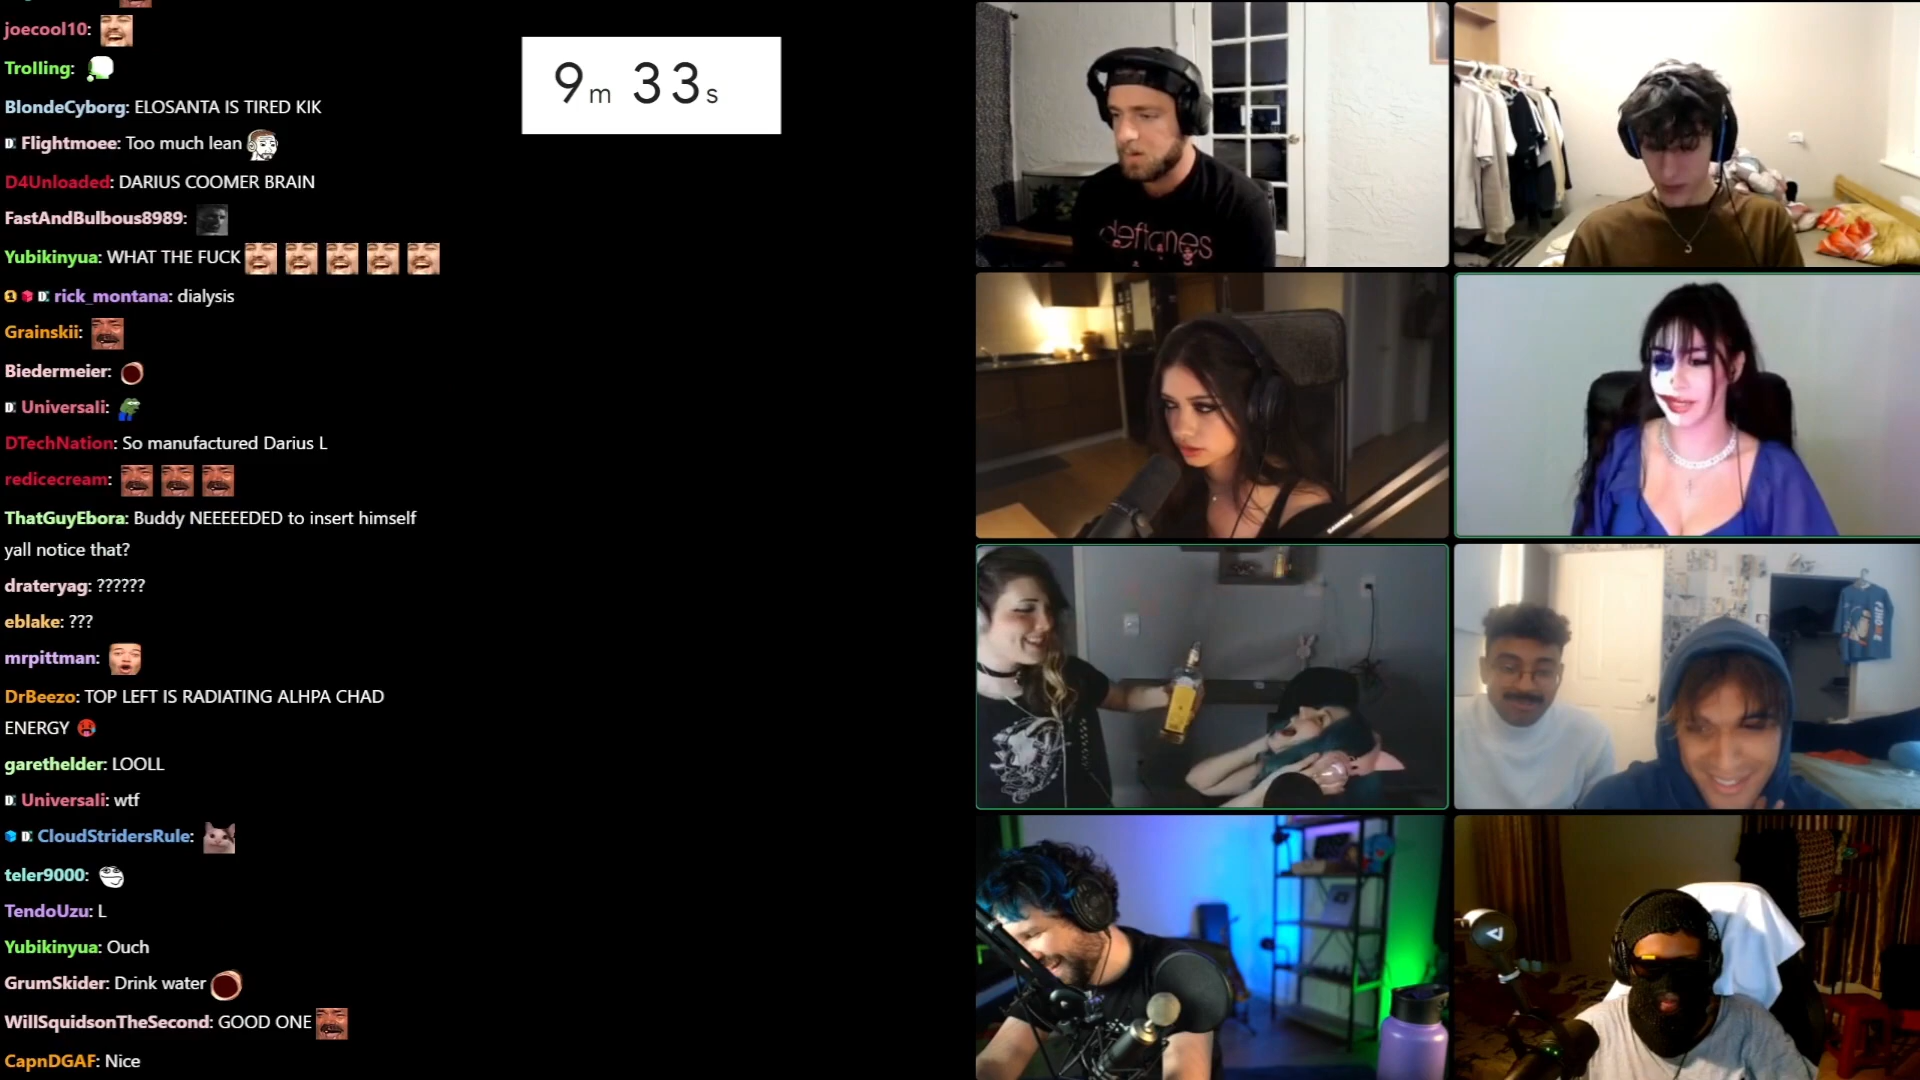 joecool10:
Trolling:
BlondeCyborg: ELOSANTA IS TIRED KIK
Flightmoee: Too much lean
D4Unloaded: DARIUS COOMER BRAIN
FastAndBulbous8989:
Yubikinyua: WHAT THE FUCK
rick_montana: dialysis
Grainskii:
Biedermeier:
Universali:
DTechNation: So manufactured Darius L
redicecream:
ThatGuyEbora: Buddy NEEEEEDED to insert himself
yall notice that?
drateryag: ??????
eblake: ???
mrpittman:
DrBeezo: TOP LEFT IS RADIATING ALHPA CHAD
ENERGY
garethelder: LOOLL
Universali: wtf
CloudStridersRule:
teler9000:
TendoUzu: L
Yubikinyua: Ouch
GrumSkider: Drink water
WillSquidsonTheSecond: GOOD ONE
CapnDGAF: Nice
9m 33s
deftones